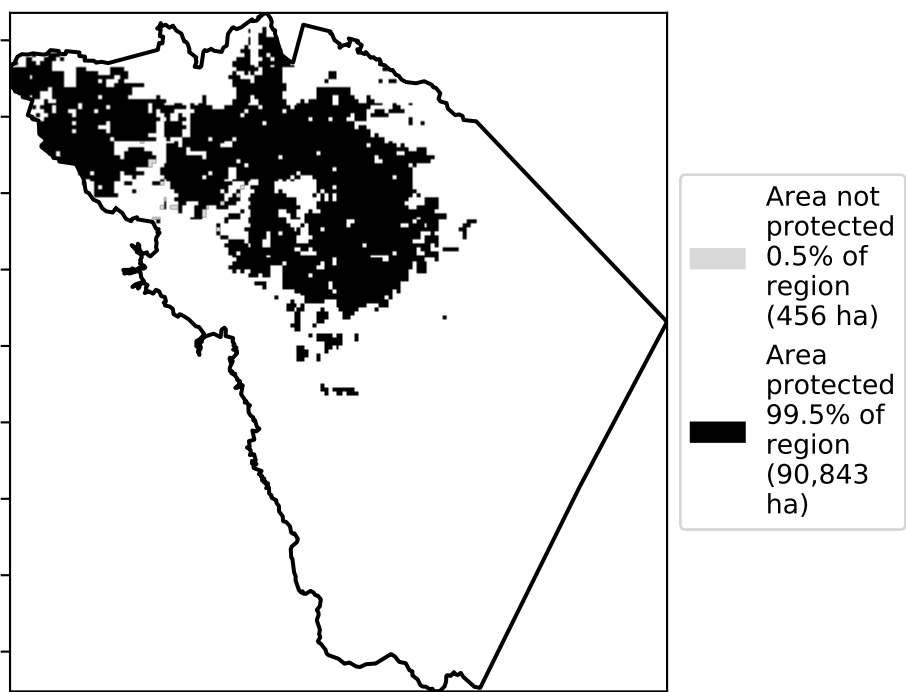 Area not
protected
0.5% of
region
(456 ha)
Area
protected
99.5% of
region
(90,843
ha)